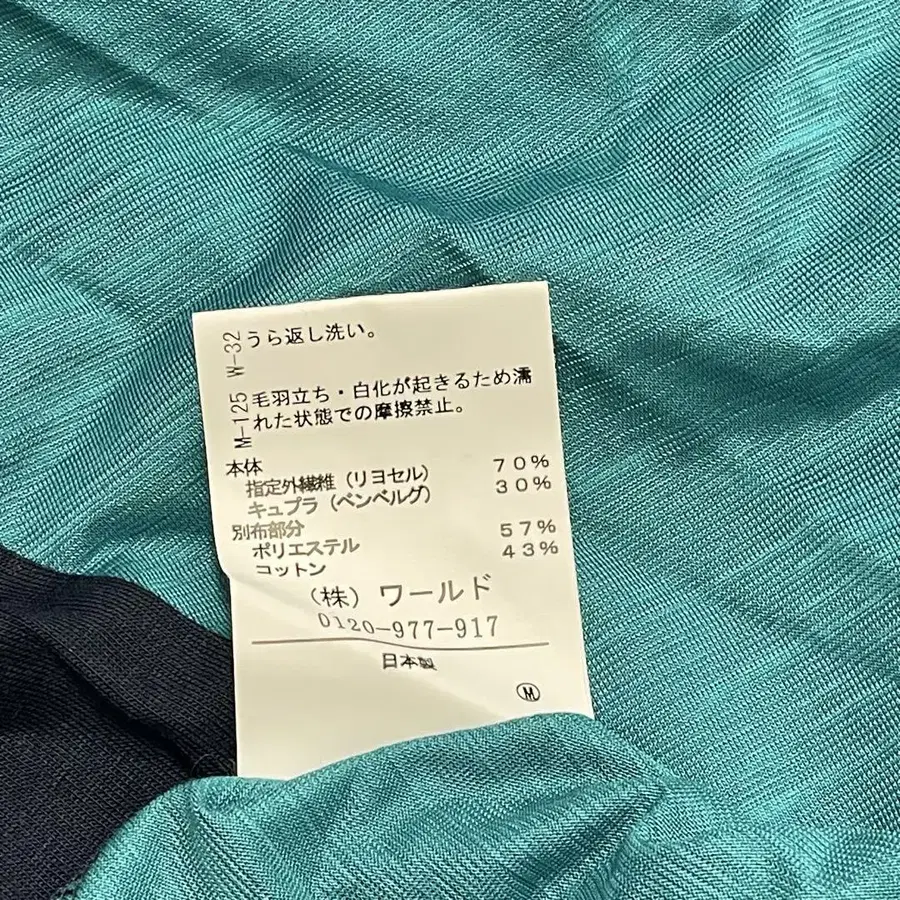 W-32
うら返し洗い。
M-125
毛羽立ち・白化が起きるため濡
れた状態での摩擦禁止。
本体
指定外繊維(リヨセル) 70%
キュプラ(ベンベルグ) 30%
別布部分
ポリエステル 57%
コットン 43%
(株)ワールド
0120-977-917
日本製
Ⓜ